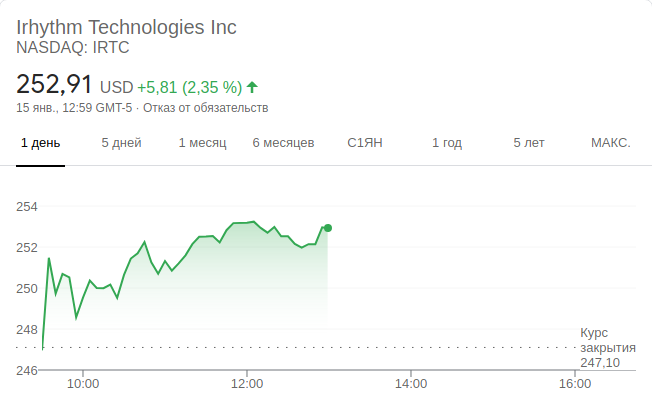 Irhythm Technologies Inc
NASDAQ: IRTC
252,91 USD +5,81 (2,35 %)
15 янв., 12:59 GMT-5 · Отказ от обязательств
1 день 5 дней 1 месяц 6 месяцев С1ЯН 1 год 5 лет МАКС.
254
252
250
248
246
Курс
закрытия
247,10
10:00 12:00 14:00 16:00